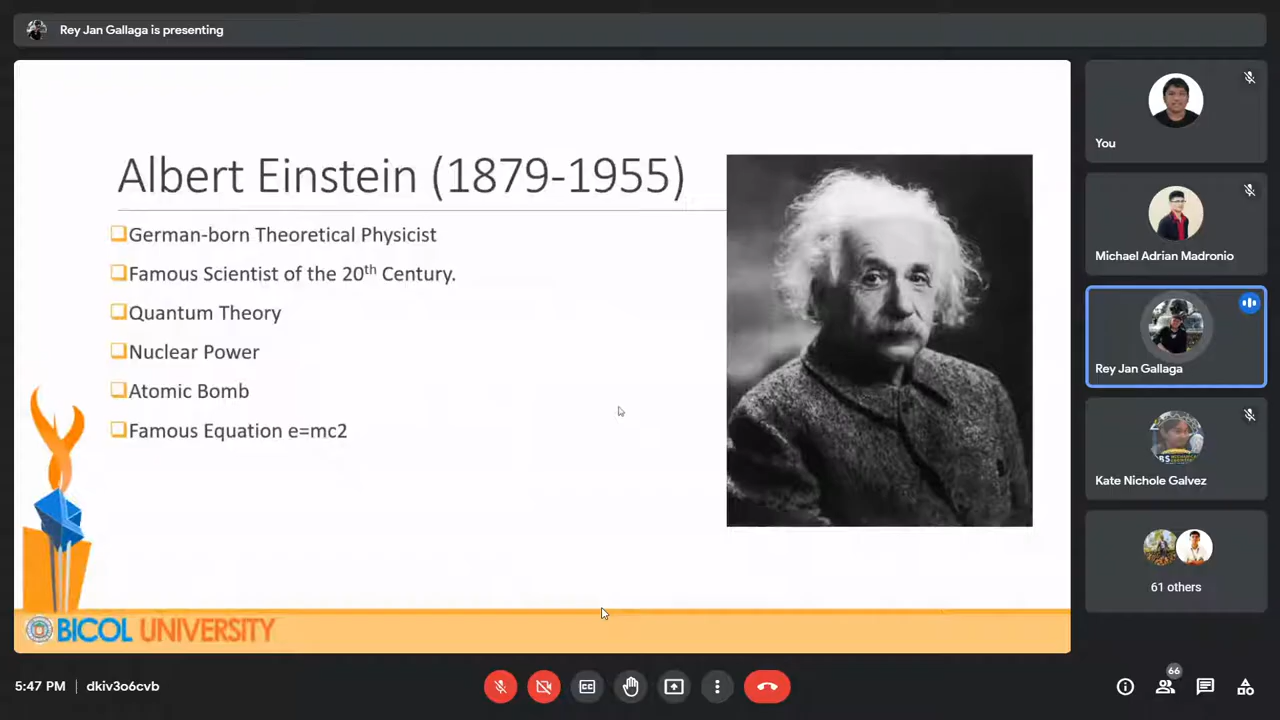 Rey Jan Gallaga is presenting
Albert Einstein (1879-1955)
German-born Theoretical Physicist
Famous Scientist of the 20th Century.
Quantum Theory
Nuclear Power
Atomic Bomb
Famous Equation e=mc2
BICOL UNIVERSITY
You
Michael Adrian Madronio
Rey Jan Gallaga
Kate Nichole Galvez
61 others
5:47 PM | dkiv3o6cvb
66